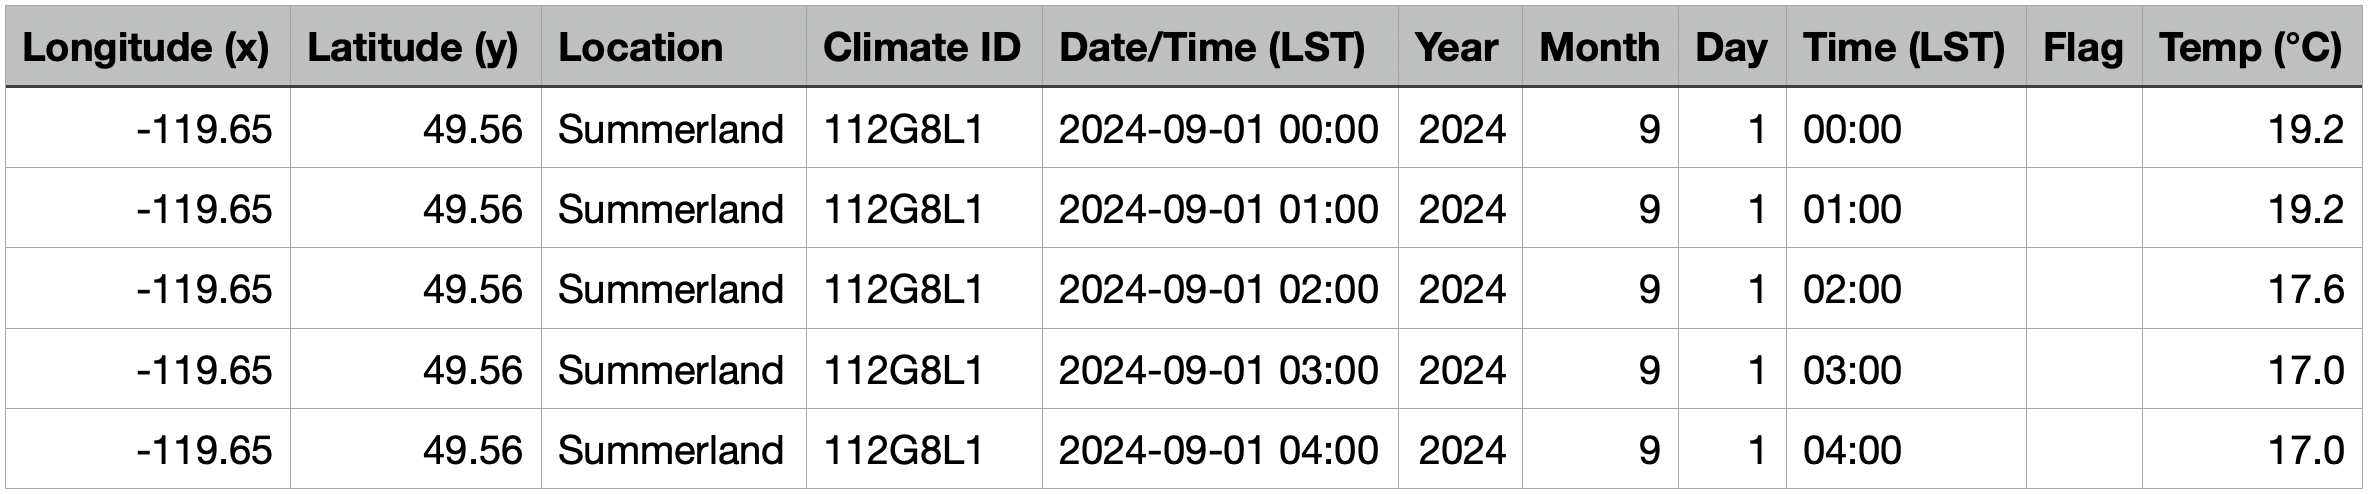 Longitude (x) Latitude (y) Location Climate ID Date/Time (LST) Year Month Day Time (LST) Flag Temp (°C)
-119.65 49.56 Summerland 112G8L1 2024-09-01 00:00 2024 9 1 00:00 19.2
-119.65 49.56 Summerland 112G8L1 2024-09-01 01:00 2024 9 1 01:00 19.2
-119.65 49.56 Summerland 112G8L1 2024-09-01 02:00 2024 9 1 02:00 17.6
-119.65 49.56 Summerland 112G8L1 2024-09-01 03:00 2024 9 1 03:00 17.0
-119.65 49.56 Summerland 112G8L1 2024-09-01 04:00 2024 9 1 04:00 17.0